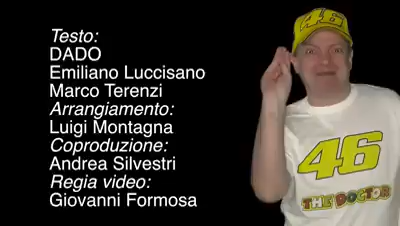 Testo:
DADO
Emiliano Luccisano
Marco Terenzi
Arrangiamento:
Luigi Montagna
Coproduzione:
Andrea Silvestri
Regia video:
Giovanni Formosa
46
46
THE DOCTOR